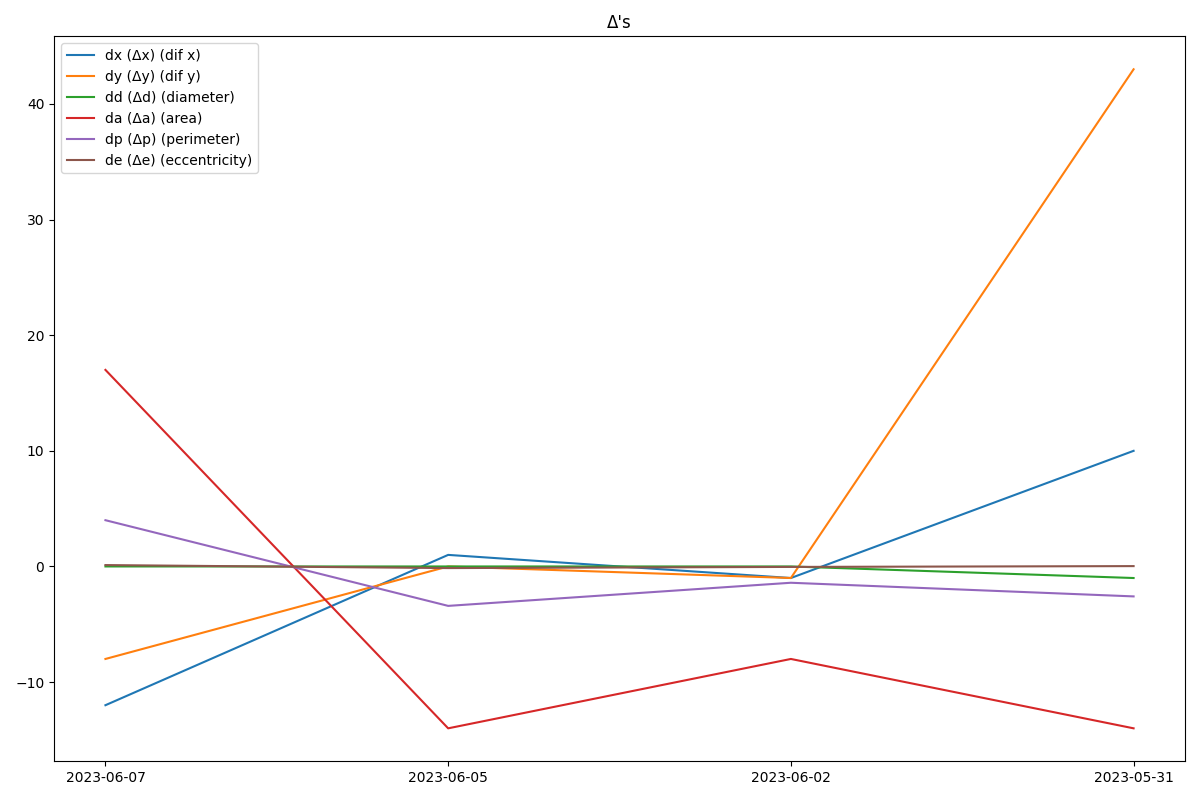 Δ's
dx (Δx) (dif x)
dy (Δy) (dif y)
dd (Δd) (diameter)
da (Δa) (area)
dp (Δp) (perimeter)
de (Δe) (eccentricity)
40
30
20
10
0
−10
2023-06-07
2023-06-05
2023-06-02
2023-05-31